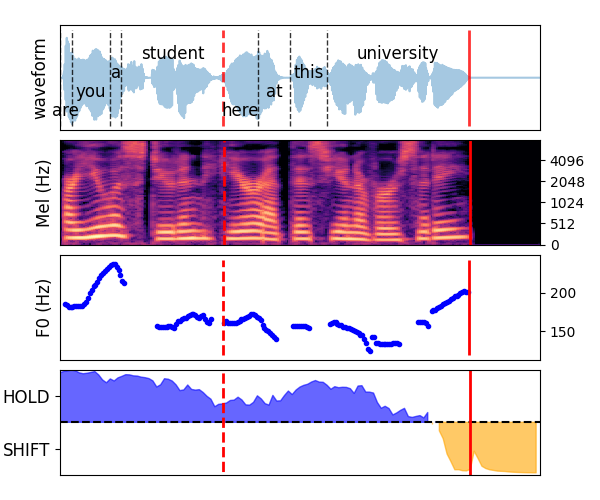 waveform
are
you
a
student
here
at
this
university
Mel (Hz)
4096
2048
1024
512
0
F0 (Hz)
200
150
HOLD
SHIFT